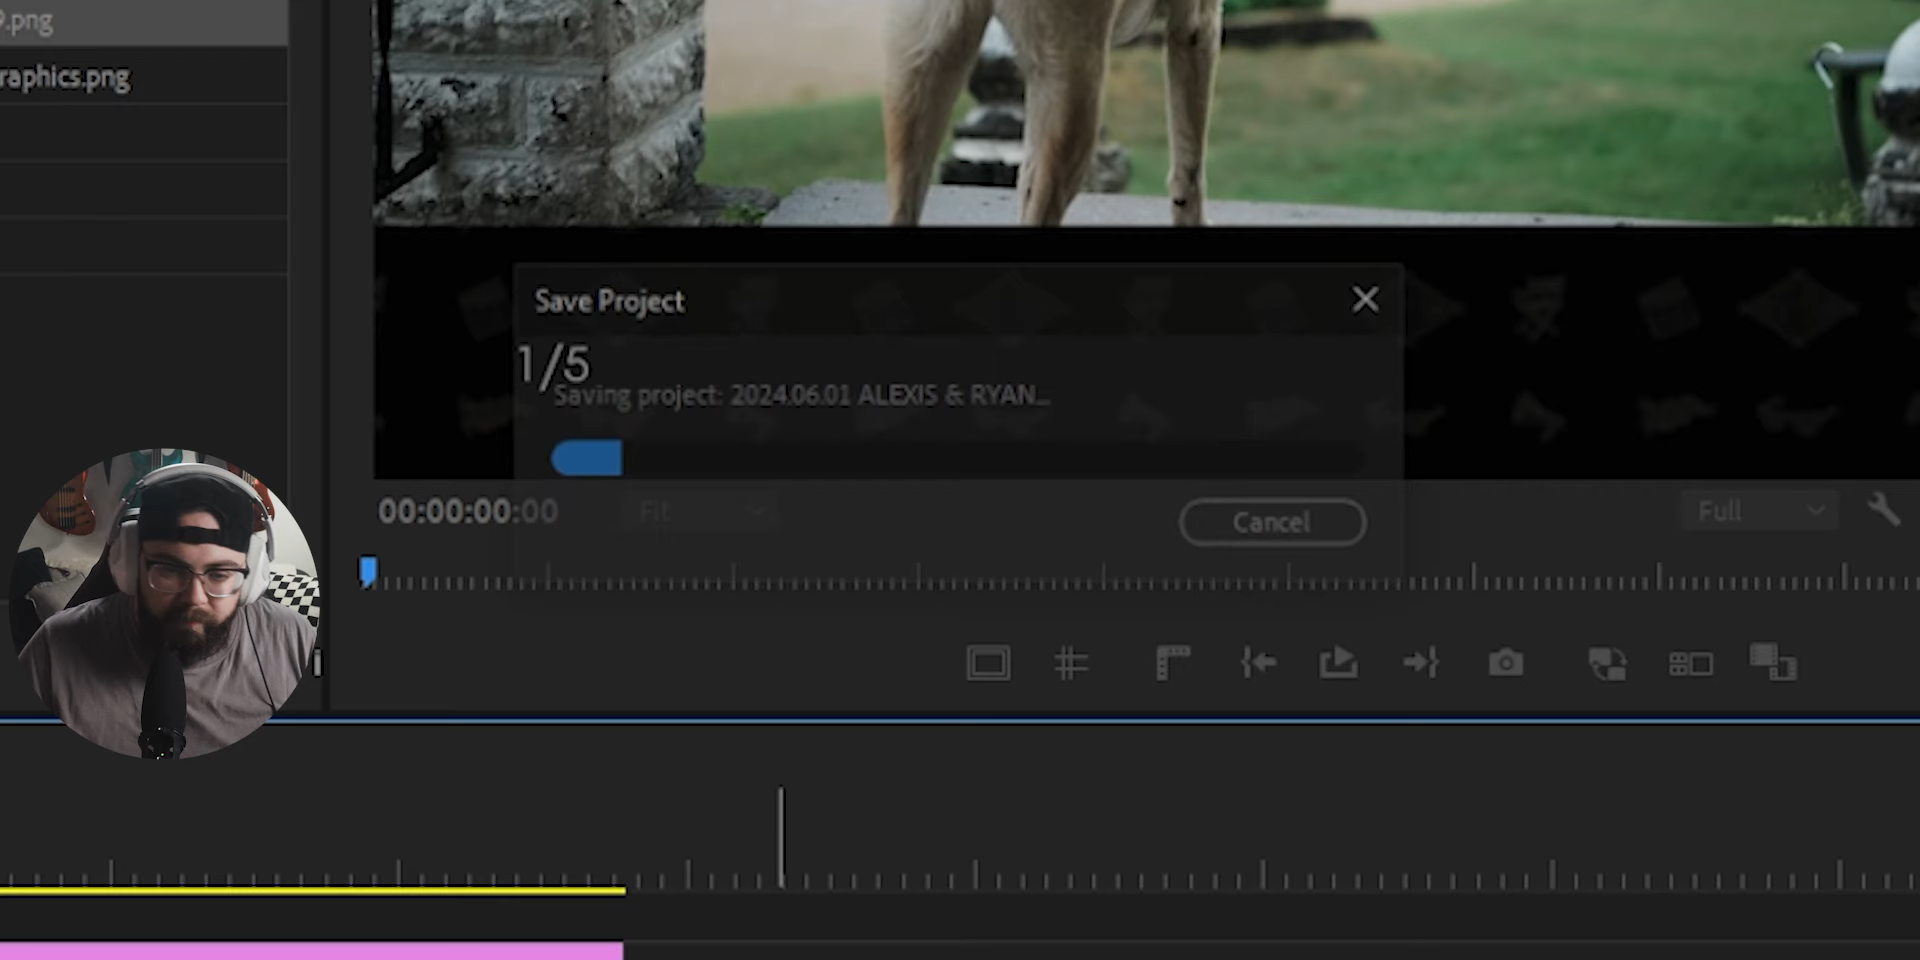 .png
raphics.png
Save Project
1/5
Saving project: 2024.06.01 ALEXIS & RYAN...
00:00:00:00
Fit
Cancel
Full